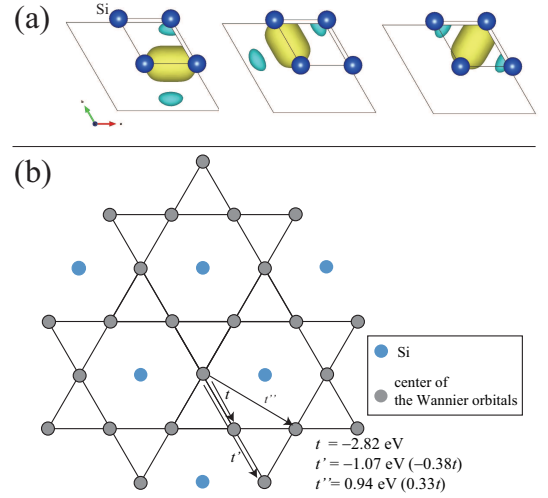 (a)
Si
(b)
t
t''
t'
Si
center of
the Wannier orbitals
t = −2.82 eV
t' = −1.07 eV (−0.38t)
t'' = 0.94 eV (0.33t)